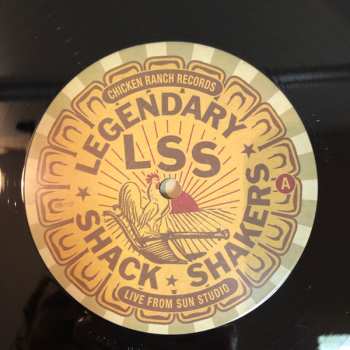 CHICKEN RANCH RECORDS
LEGENDARY
LSS
SHACK ★ SHAKERS
A
LIVE FROM SUN STUDIO